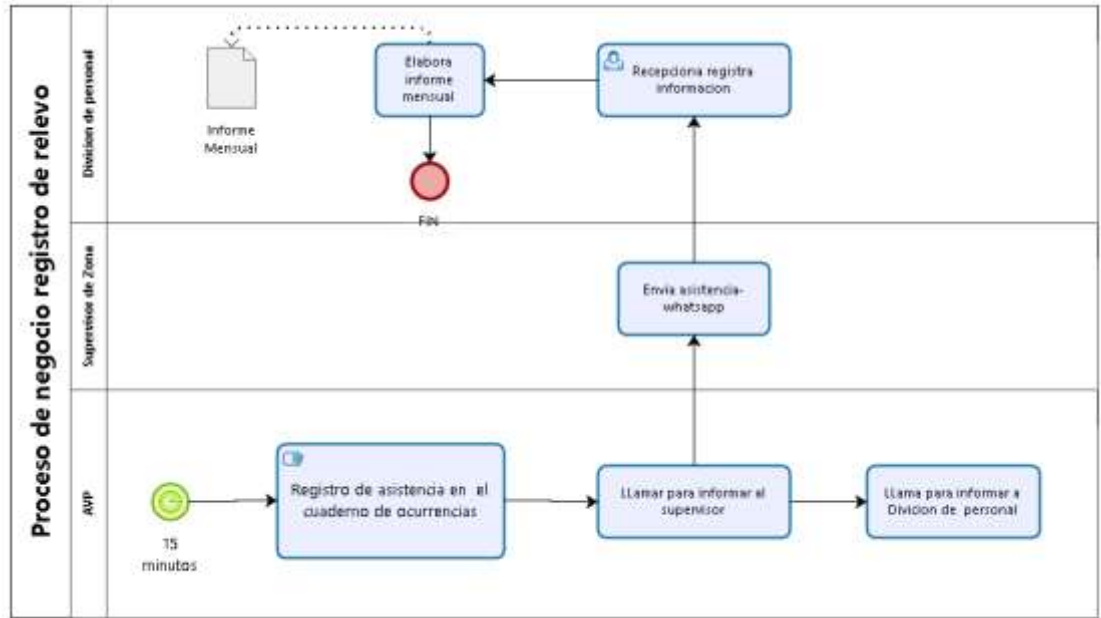 Proceso de negocio registro de relevo
Divicion de personal
Informe
Mensual
Elabora
informe
mensual
FIN
Recepciona registra
informacion
Supervisor de Zona
Envia asistencia-
whatsapp
AVP
15
minutos
Registro de asistencia en el
cuaderno de ocurrencias
LLamar para informar al
supervisor
LLama para informar a
Divicion de personal